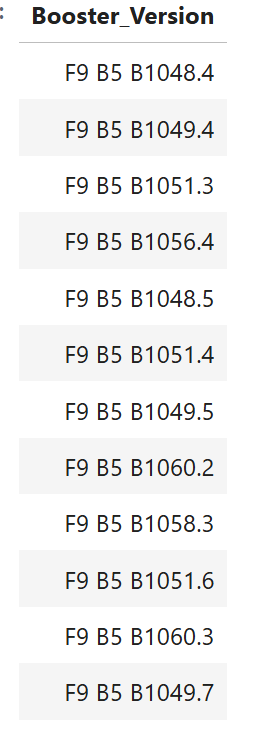 Booster_Version
F9 B5 B1048.4
F9 B5 B1049.4
F9 B5 B1051.3
F9 B5 B1056.4
F9 B5 B1048.5
F9 B5 B1051.4
F9 B5 B1049.5
F9 B5 B1060.2
F9 B5 B1058.3
F9 B5 B1051.6
F9 B5 B1060.3
F9 B5 B1049.7